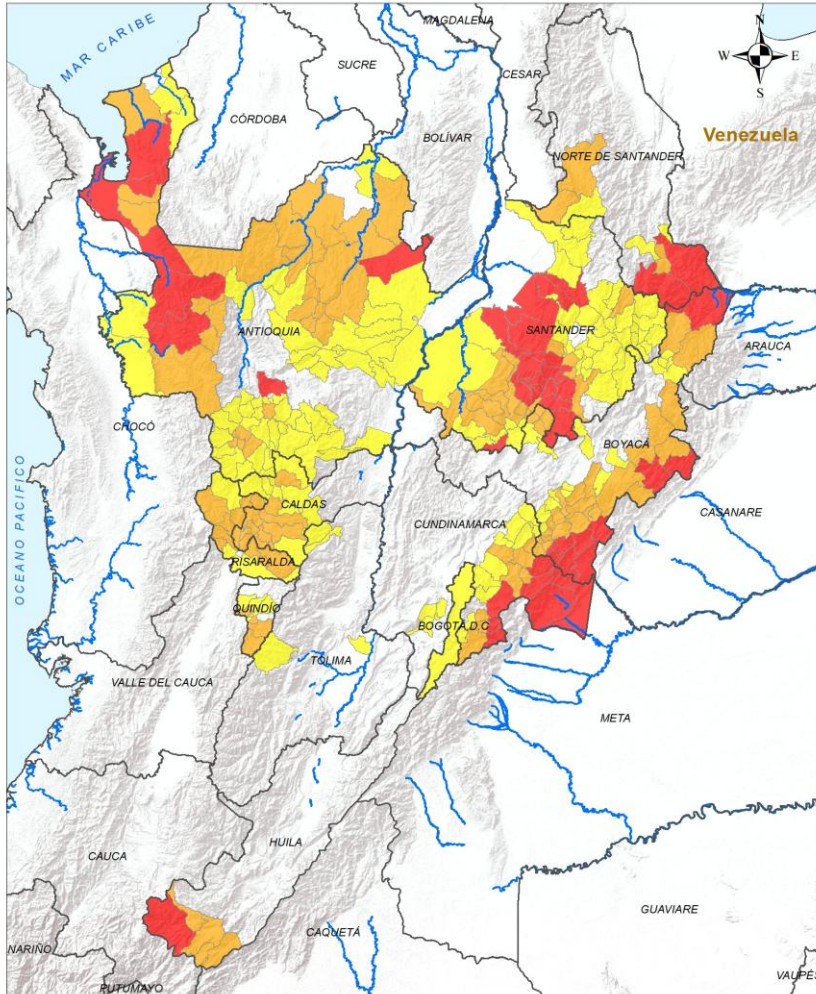 MAGDALENA
N
W E
S
MAR CARIBE
SUCRE
CESAR
CÓRDOBA
BOLÍVAR
Venezuela
NORTE DE SANTANDER
ANTIOQUIA
SANTANDER
ARAUCA
CHOCÓ
BOYACÁ
OCEANO PACIFICO
CALDAS
CUNDINAMARCA
CASANARE
RISARALDA
QUINDÍO
BOGOTÁ D.C
TOLIMA
VALLE DEL CAUCA
META
HUILA
CAUCA
GUAVIARE
CAQUETÁ
NARIÑO
PUTUMAYO
VAUPÉS